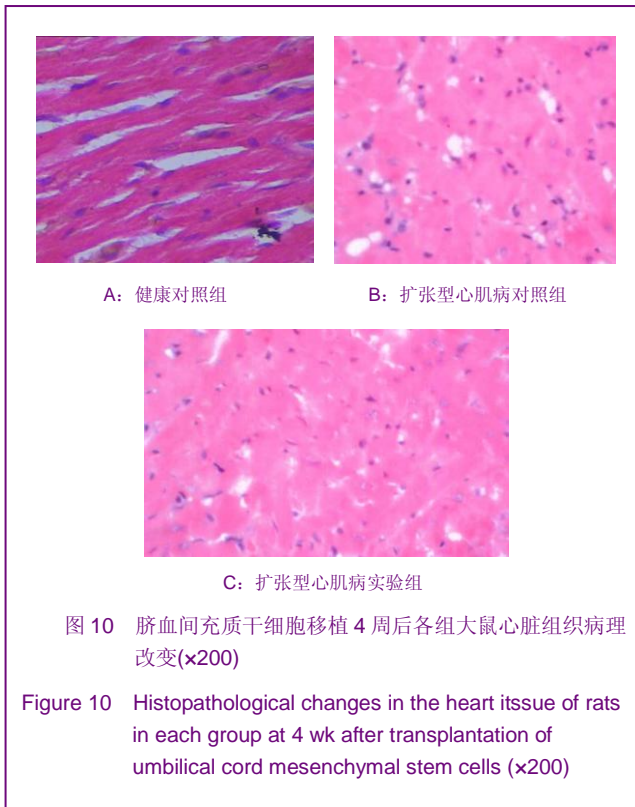 A：健康对照组
B：扩张型心肌病对照组
C：扩张型心肌病实验组
图 10 脐血间充质干细胞移植 4 周后各组大鼠心脏组织病理
改变(×200)
Figure 10 Histopathological changes in the heart itssue of rats
in each group at 4 wk after transplantation of
umbilical cord mesenchymal stem cells (×200)